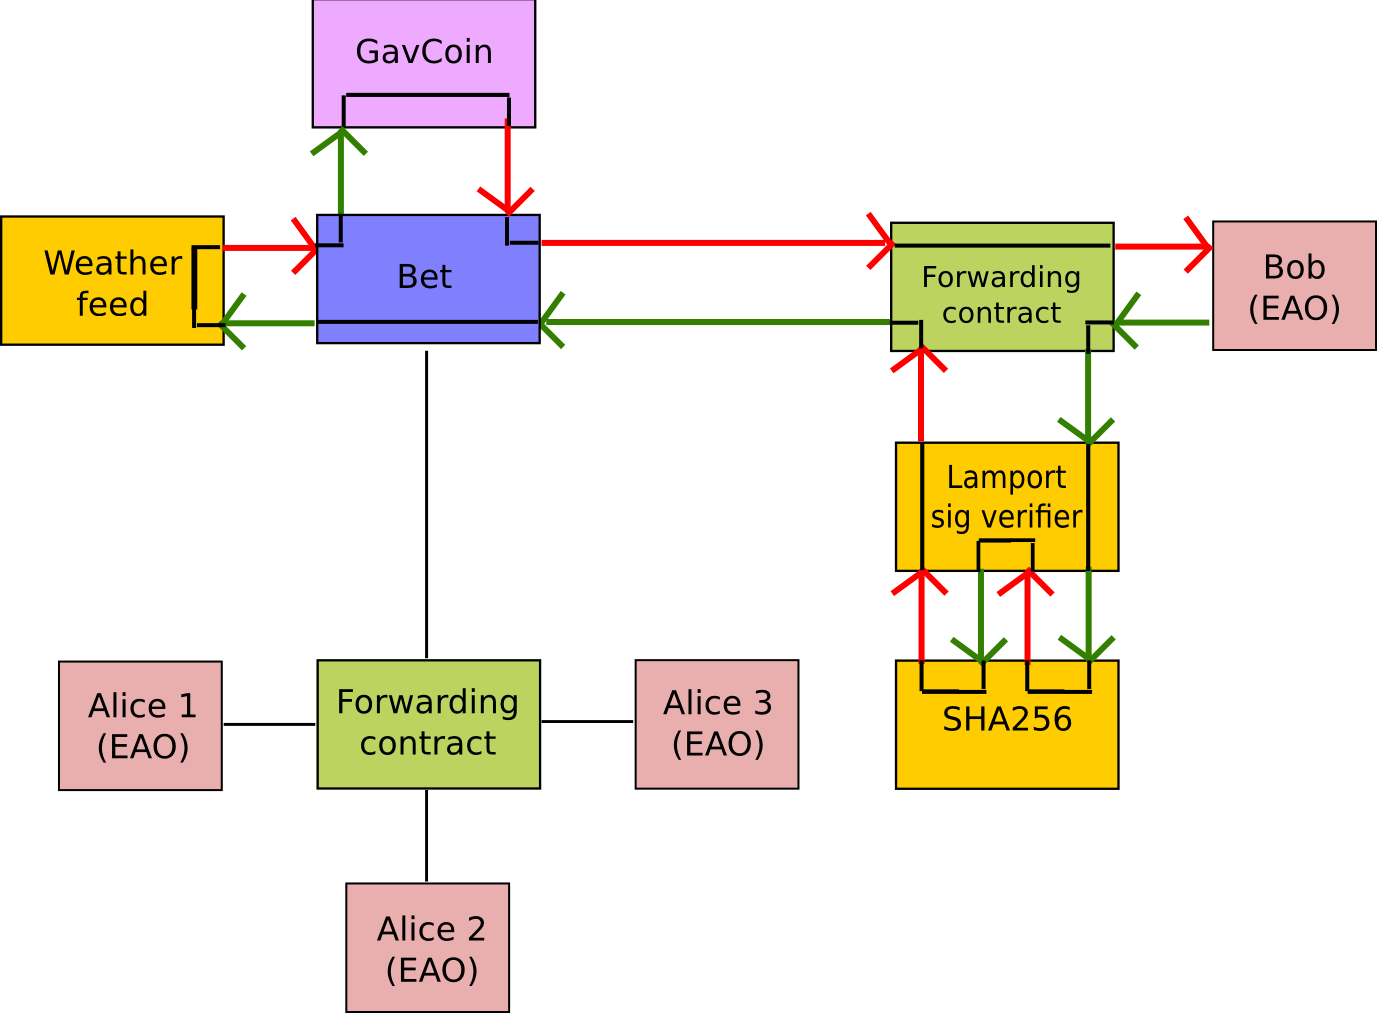 GavCoin
Weather
feed
Bet
Forwarding
contract
Bob
(EAO)
Lamport
sig verifier
SHA256
Alice 1
(EAO)
Forwarding
contract
Alice 3
(EAO)
Alice 2
(EAO)